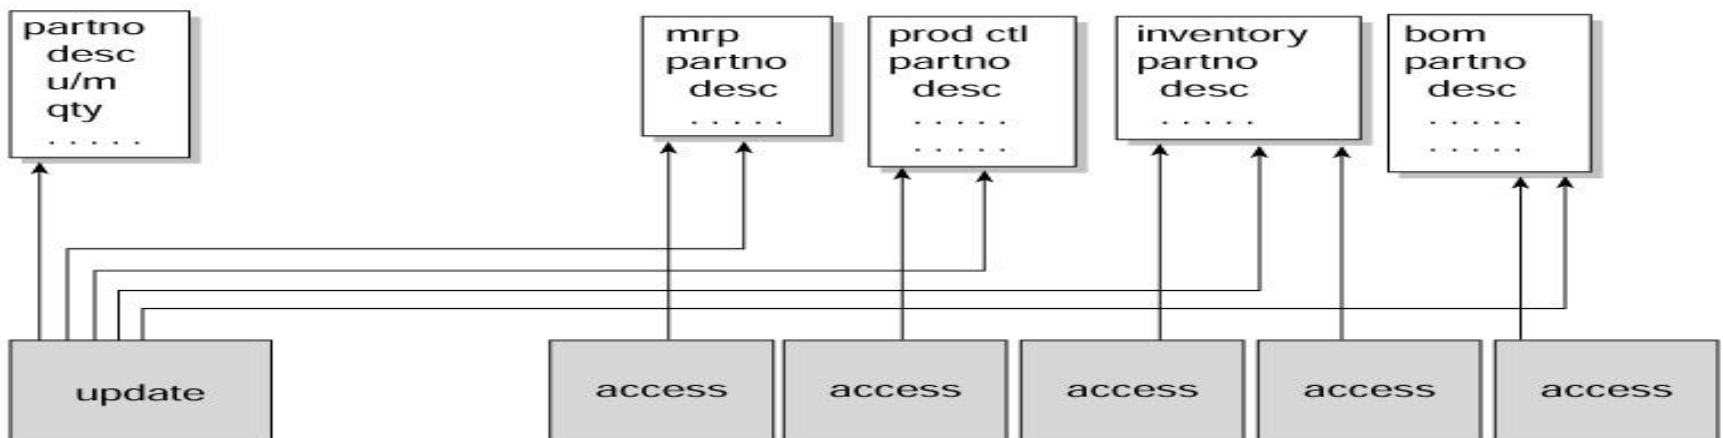 partno
desc
u/m
qty
. . . . .
mrp
partno
desc
. . . . .
prod ctl
partno
desc
. . . . .
. . . . .
inventory
partno
desc
. . . . .
bom
partno
desc
. . . . .
. . . . .
update
access
access
access
access
access